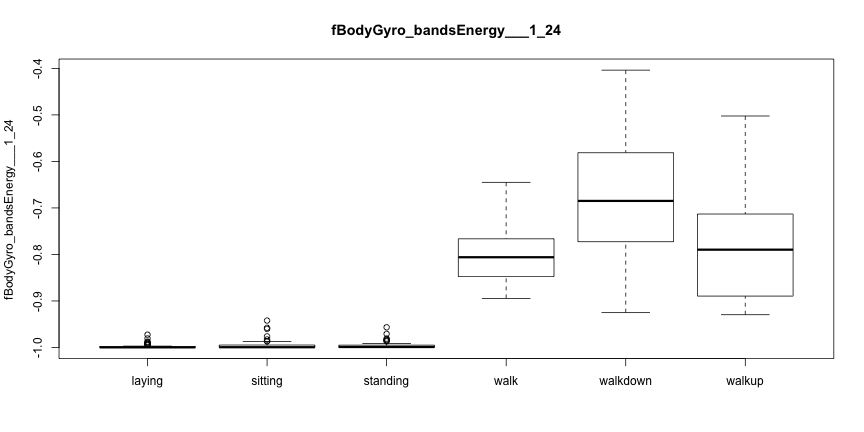 fBodyGyro_bandsEnergy___1_24
fBodyGyro_bandsEnergy___1_24
-0.4
-0.5
-0.6
-0.7
-0.8
-0.9
-1.0
laying sitting standing walk walkdown walkup